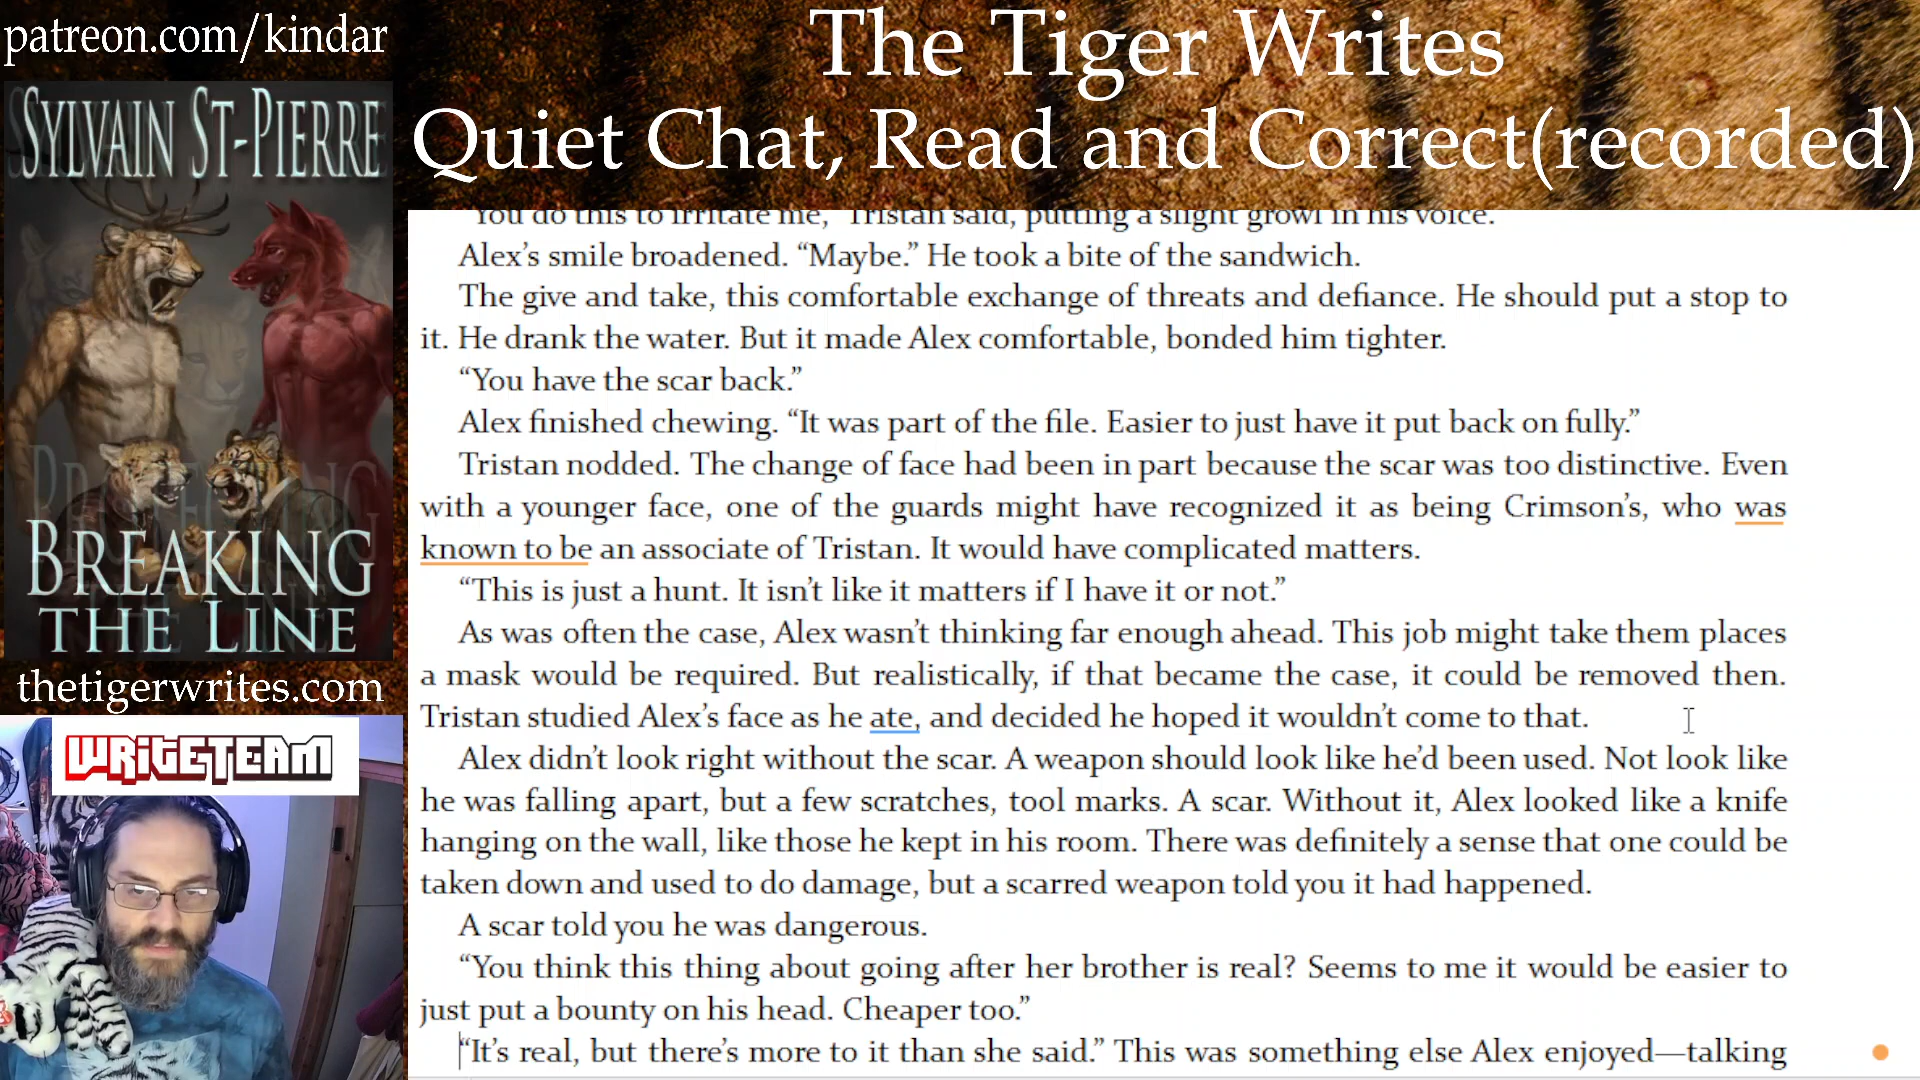 patreon.com/kindar
The Tiger Writes
Quiet Chat, Read and Correct(recorded)
SYLVAIN ST-PIERRE
BREAKING
THE LINE
thetigerwrites.com
WRITETEAM
"You do this to irritate me," Tristan said, putting a slight growl in his voice.
Alex’s smile broadened. “Maybe.” He took a bite of the sandwich.
The give and take, this comfortable exchange of threats and defiance. He should put a stop to
it. He drank the water. But it made Alex comfortable, bonded him tighter.
“You have the scar back.”
Alex finished chewing. “It was part of the file. Easier to just have it put back on fully.”
Tristan nodded. The change of face had been in part because the scar was too distinctive. Even
with a younger face, one of the guards might have recognized it as being Crimson’s, who was
known to be an associate of Tristan. It would have complicated matters.
“This is just a hunt. It isn’t like it matters if I have it or not.”
As was often the case, Alex wasn’t thinking far enough ahead. This job might take them places
a mask would be required. But realistically, if that became the case, it could be removed then.
Tristan studied Alex’s face as he ate, and decided he hoped it wouldn’t come to that.
Alex didn’t look right without the scar. A weapon should look like he’d been used. Not look like
he was falling apart, but a few scratches, tool marks. A scar. Without it, Alex looked like a knife
hanging on the wall, like those he kept in his room. There was definitely a sense that one could be
taken down and used to do damage, but a scarred weapon told you it had happened.
A scar told you he was dangerous.
“You think this thing about going after her brother is real? Seems to me it would be easier to
just put a bounty on his head. Cheaper too.”
“It’s real, but there’s more to it than she said.” This was something else Alex enjoyed—talking